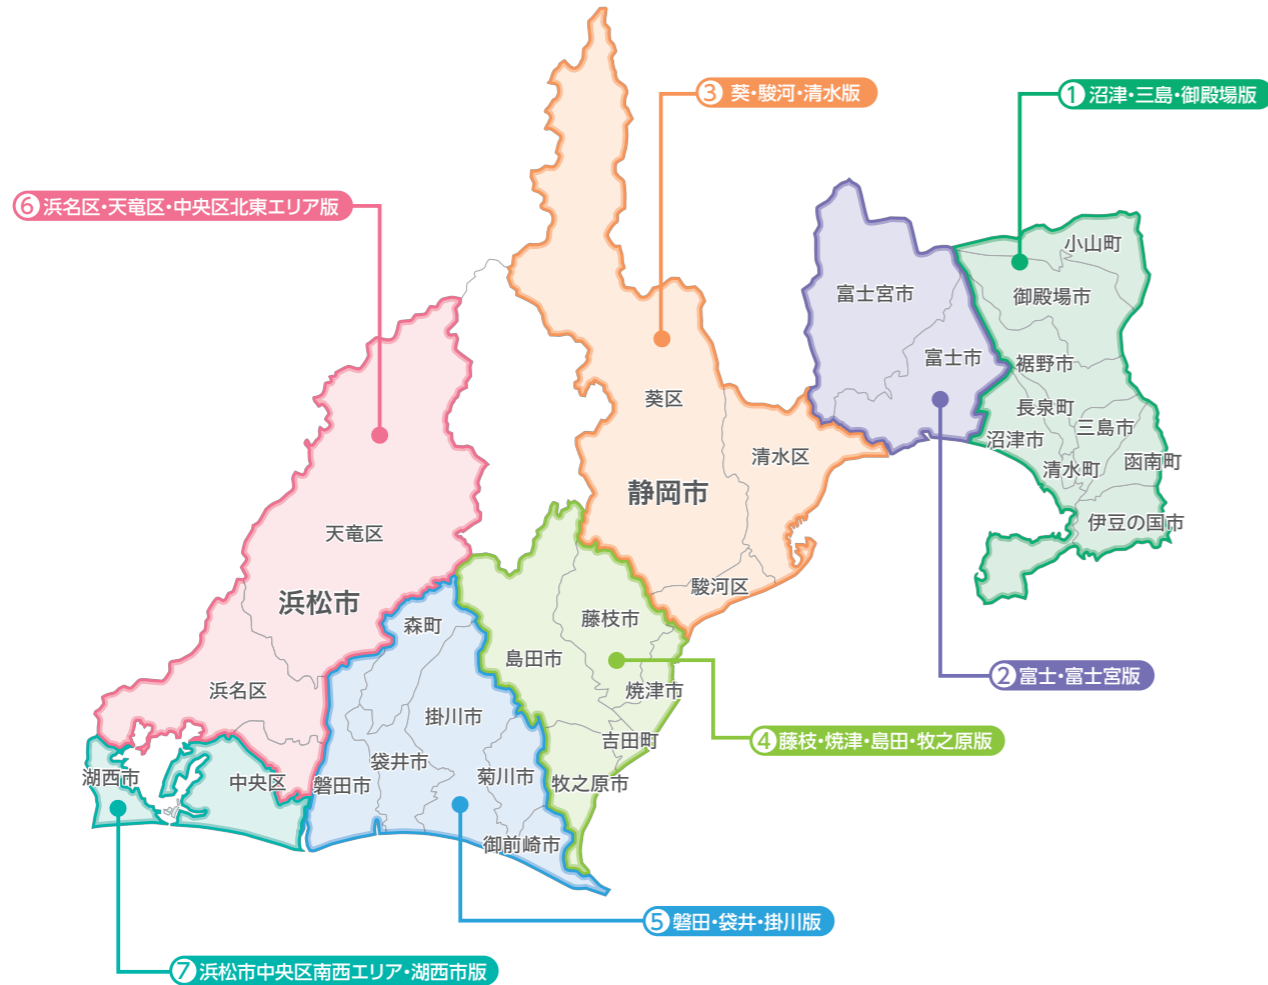 ③ 葵・駿河・清水版
① 沼津・三島・御殿場版
⑥ 浜名区・天竜区・中央区北東エリア版
小山町
富士宮市
御殿場市
富士市
裾野市
葵区
長泉町
三島市
沼津市
清水区
函南町
清水町
静岡市
伊豆の国市
天竜区
駿河区
浜松市
藤枝市
森町
島田市
② 富士・富士宮版
浜名区
焼津市
掛川市
吉田町
④ 藤枝・焼津・島田・牧之原版
袋井市
湖西市
中央区
磐田市
菊川市
牧之原市
御前崎市
⑤ 磐田・袋井・掛川版
⑦ 浜松市中央区南西エリア・湖西市版